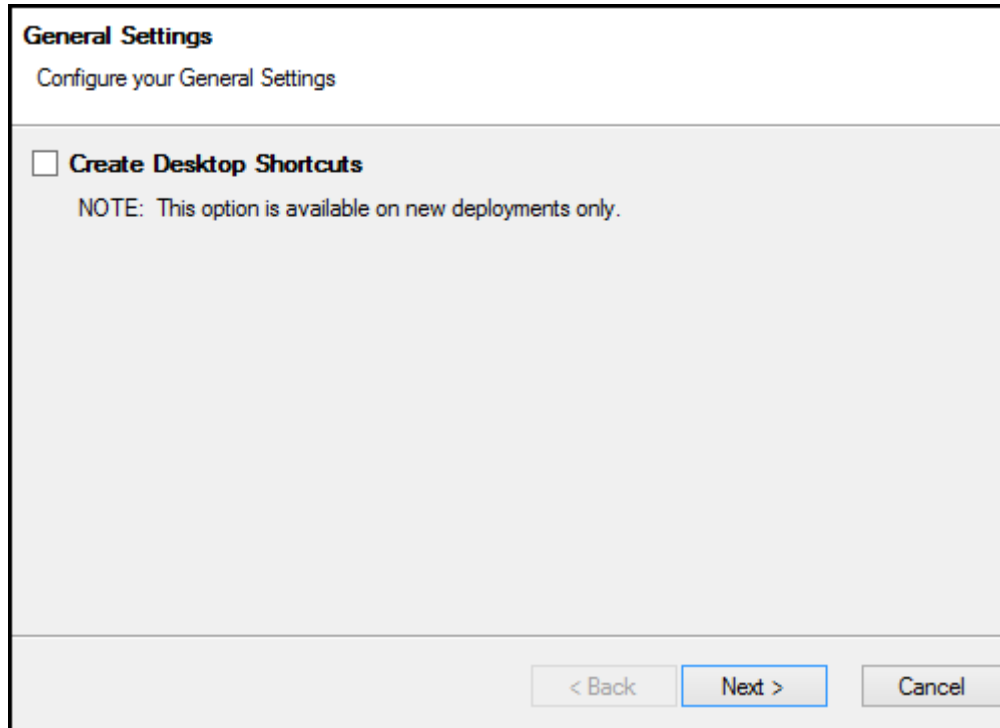 General Settings
Configure your General Settings
Create Desktop Shortcuts
NOTE: This option is available on new deployments only.
< Back
Next >
Cancel